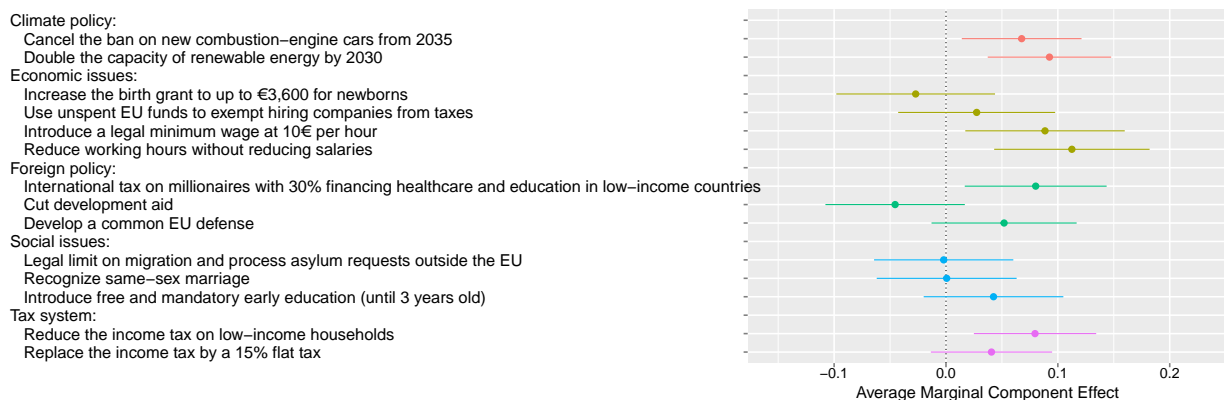 Climate policy:
Cancel the ban on new combustion−engine cars from 2035
Double the capacity of renewable energy by 2030
Economic issues:
Increase the birth grant to up to €3,600 for newborns
Use unspent EU funds to exempt hiring companies from taxes
Introduce a legal minimum wage at 10€ per hour
Reduce working hours without reducing salaries
Foreign policy:
International tax on millionaires with 30% financing healthcare and education in low−income countries
Cut development aid
Develop a common EU defense
Social issues:
Legal limit on migration and process asylum requests outside the EU
Recognize same−sex marriage
Introduce free and mandatory early education (until 3 years old)
Tax system:
Reduce the income tax on low−income households
Replace the income tax by a 15% flat tax
−0.1 0.0 0.1 0.2
Average Marginal Component Effect